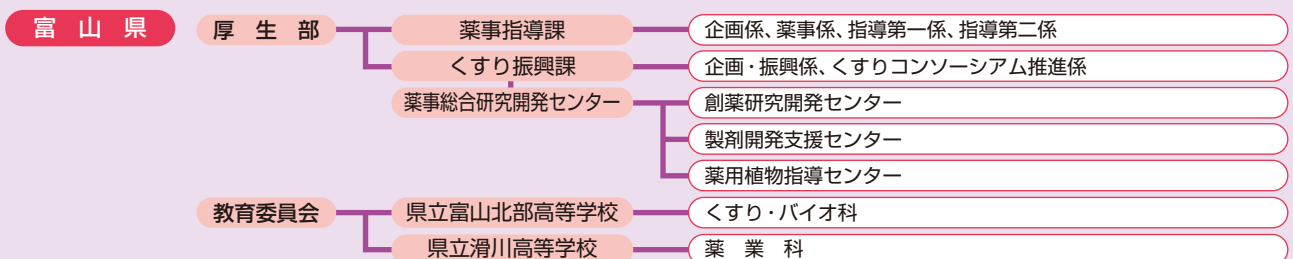 富山県
厚生部
薬事指導課
企画係、薬事係、指導第一係、指導第二係
くすり振興課
企画・振興係、くすりコンソーシアム推進係
薬事総合研究開発センター
創薬研究開発センター
製剤開発支援センター
薬用植物指導センター
教育委員会
県立富山北部高等学校
くすり・バイオ科
県立滑川高等学校
薬業科